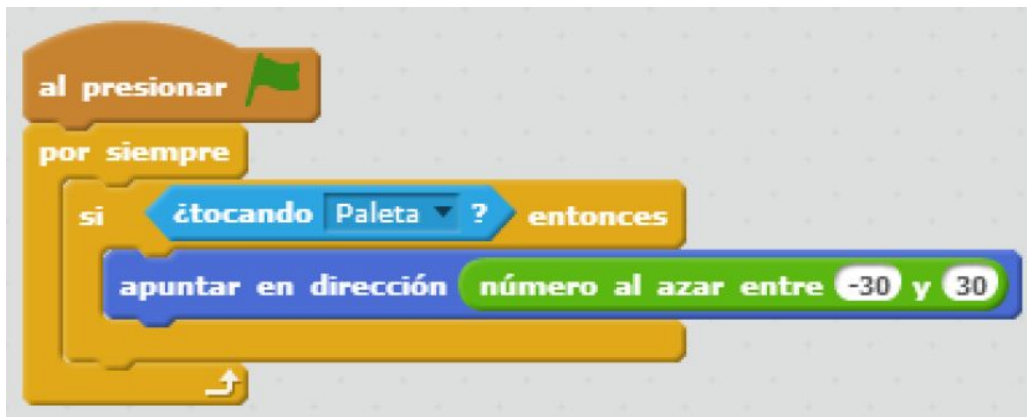 al presionar
por siempre
si ¿tocando Paleta ? entonces
apuntar en dirección número al azar entre -30 y 30